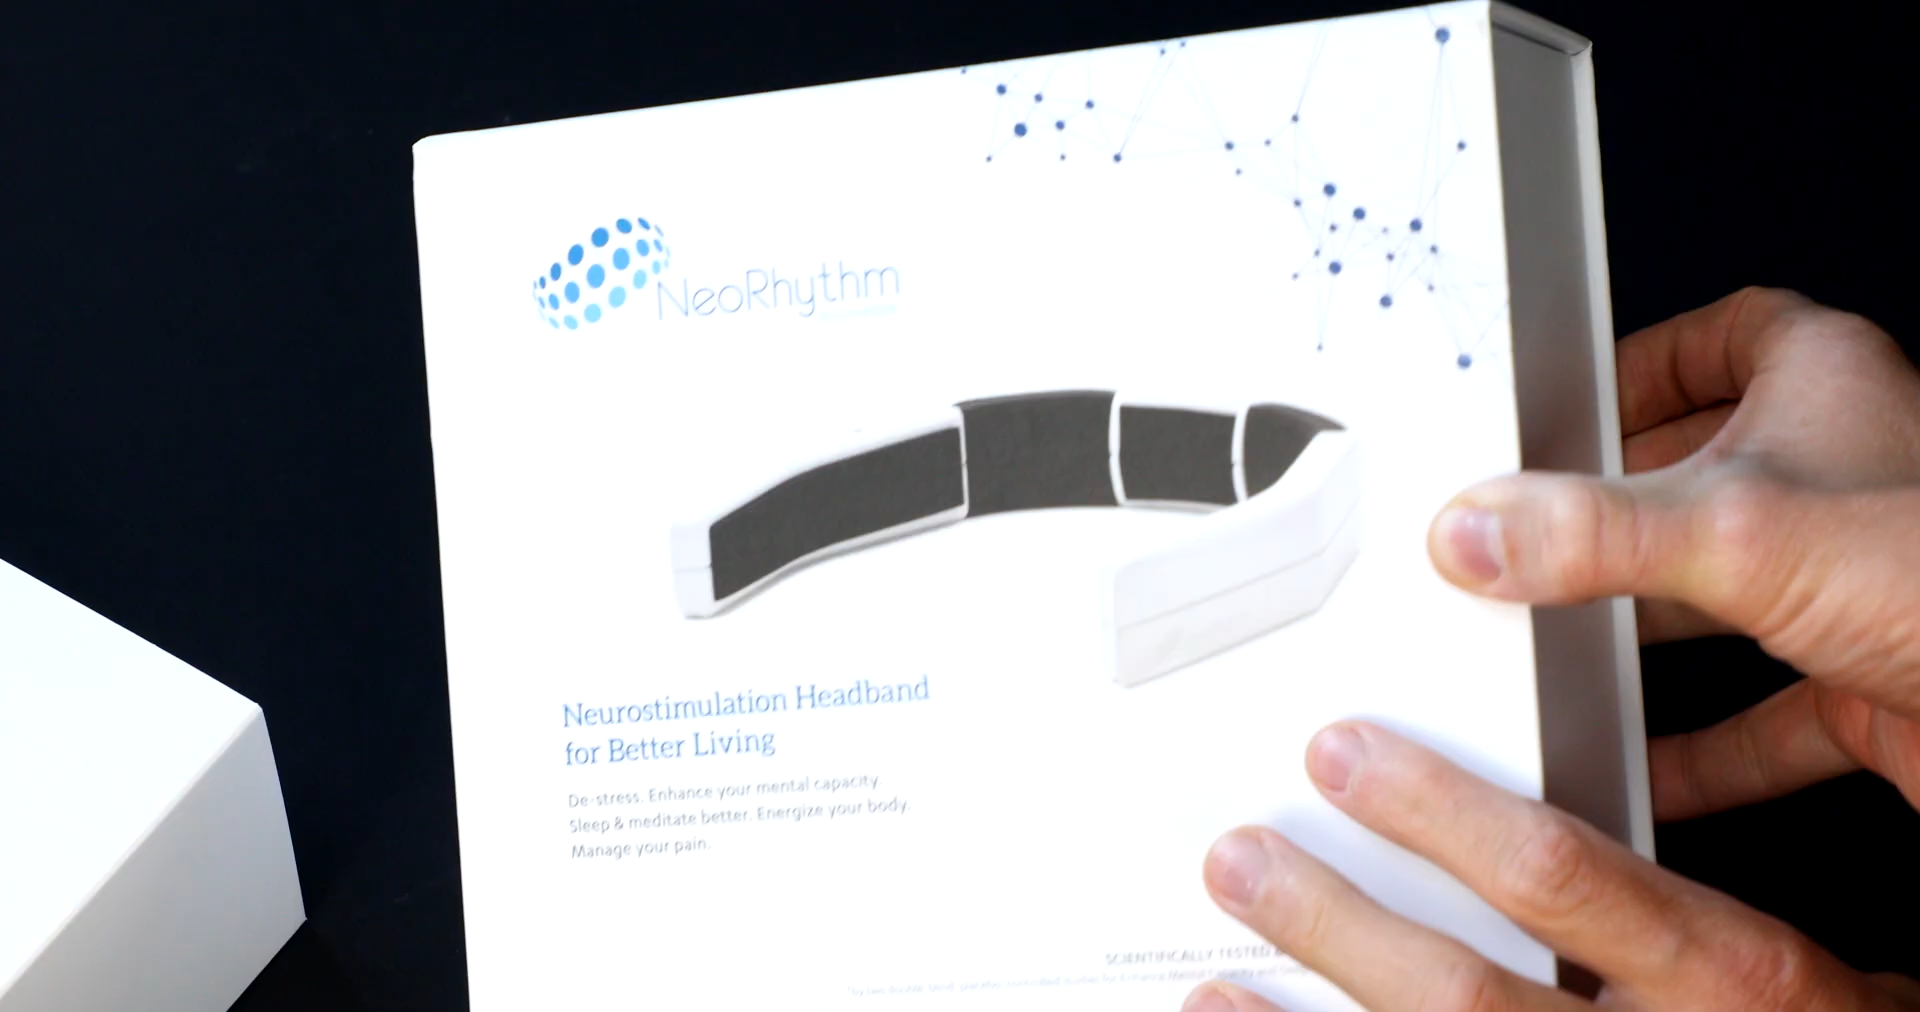 NeoRhythm
Neurostimulation Headband
for Better Living
De-stress. Enhance your mental capacity.
Sleep & meditate better. Energize your body.
Manage your pain.
SCIENTIFICALLY TESTED